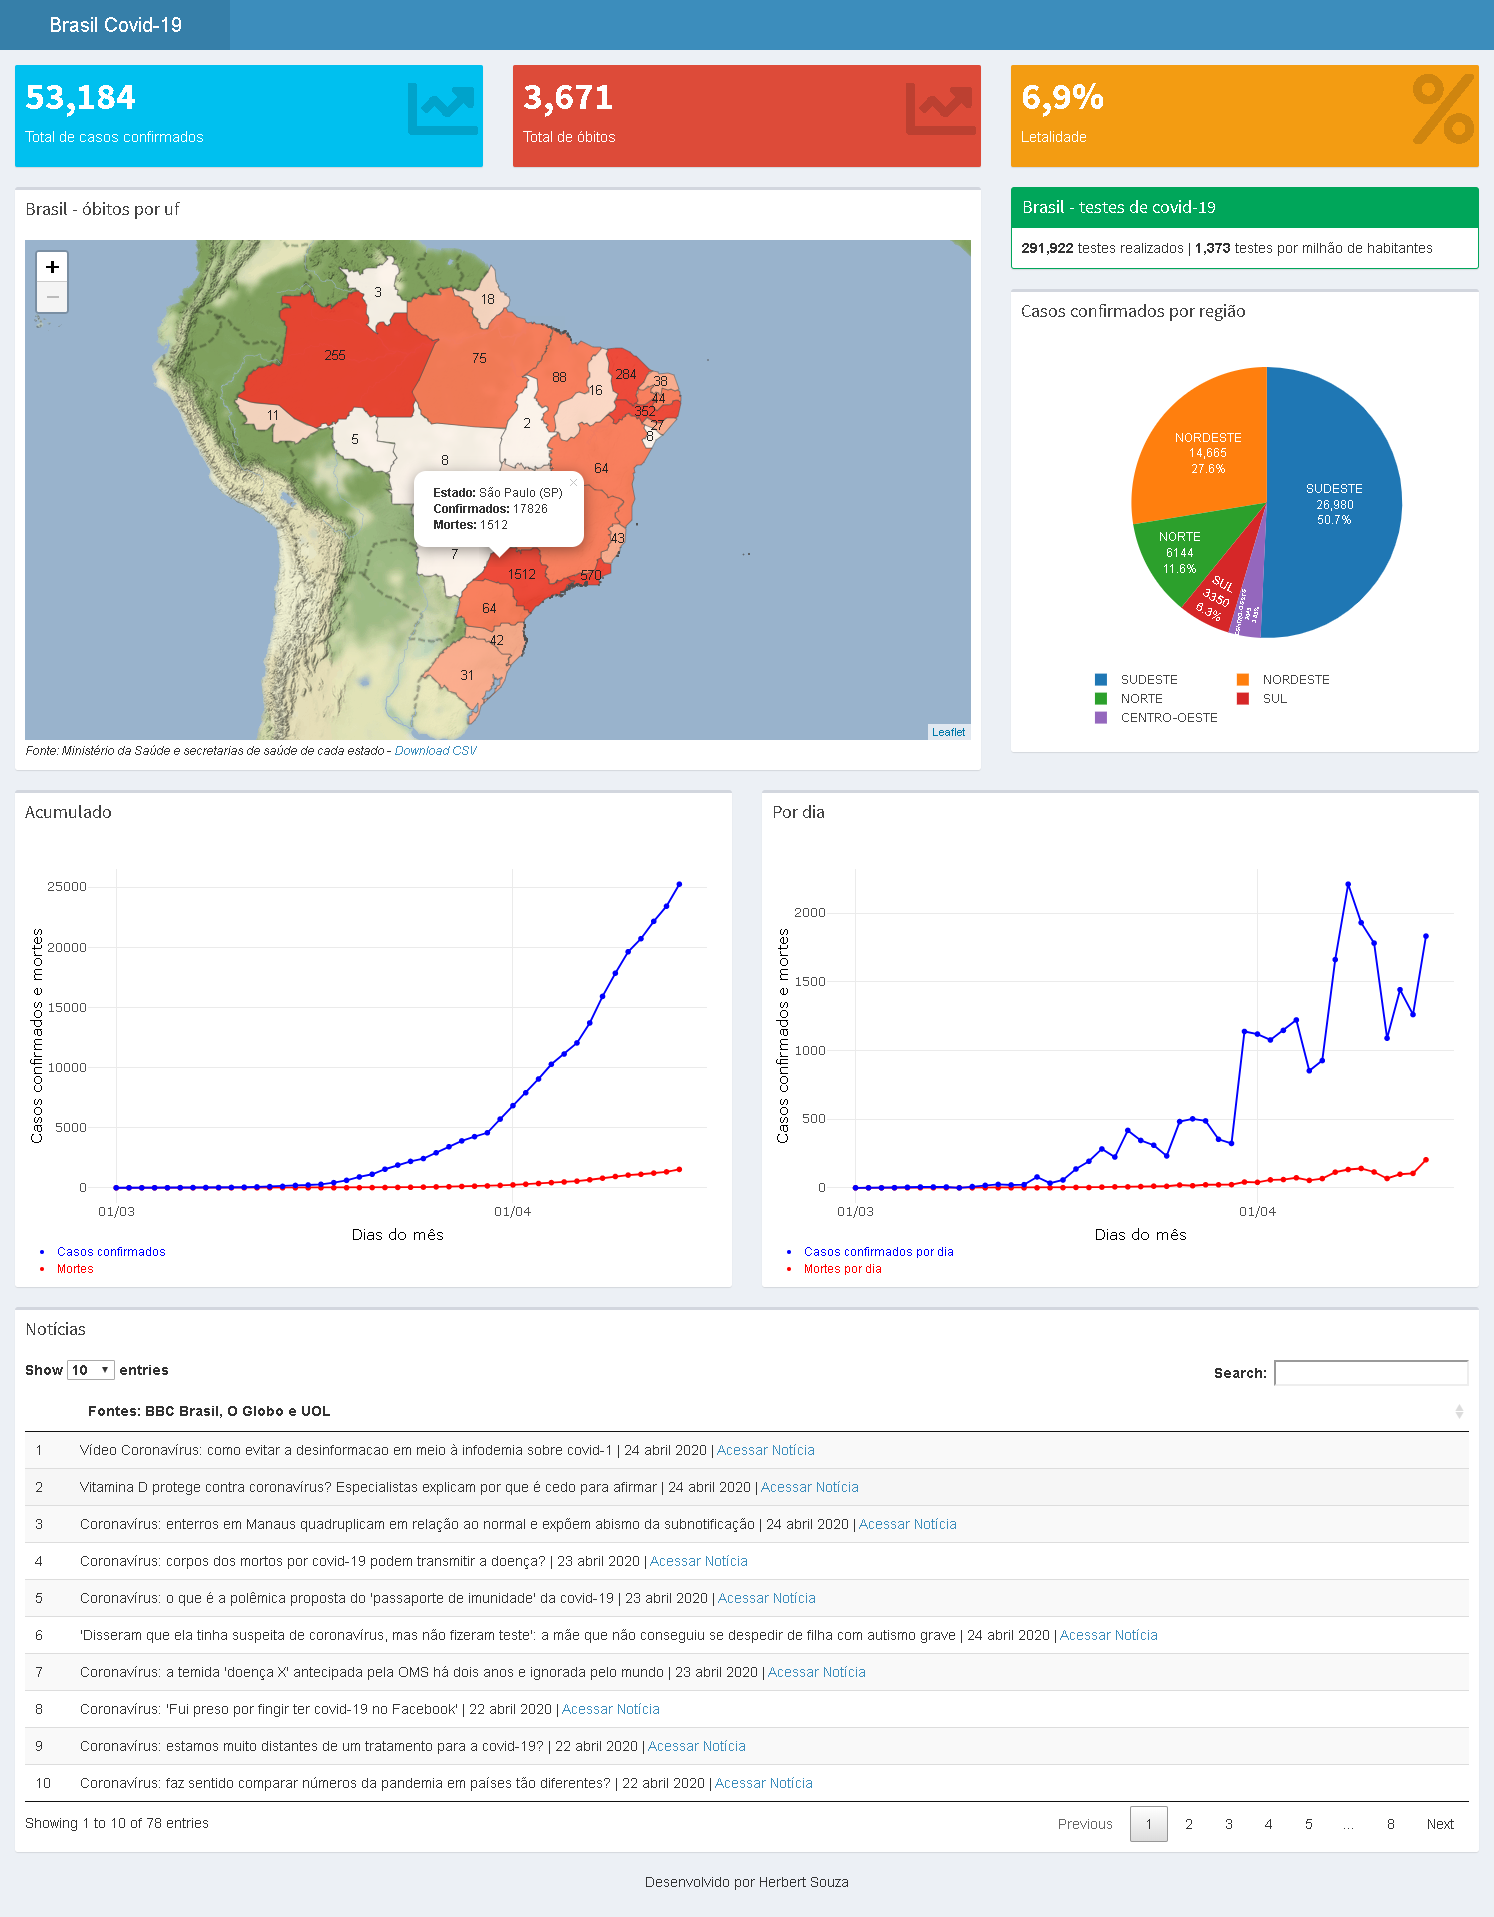 Brasil Covid-19
53,184
Total de casos confirmados
3,671
Total de óbitos
6,9%
Letalidade
Brasil - óbitos por uf
+
−
3
18
255
75
88
16
284
38
44
352
27
8
11
5
2
8
64
×
Estado: São Paulo (SP)
Confirmados: 17826
Mortes: 1512
7
43
1512
570
64
42
31
Leaflet
Fonte: Ministério da Saúde e secretarias de saúde de cada estado - Download CSV
Brasil - testes de covid-19
291,922 testes realizados | 1,373 testes por milhão de habitantes
Casos confirmados por região
NORDESTE
14,665
27.6%
SUDESTE
26,980
50.7%
NORTE
6144
11.6%
SUL
3350
6.3%
CENTRO-OESTE
SUDESTE
NORDESTE
NORTE
SUL
CENTRO-OESTE
Acumulado
Casos confirmados e mortes
25000
20000
15000
10000
5000
0
01/03
01/04
Dias do mês
Casos confirmados
Mortes
Por dia
Casos confirmados e mortes
2000
1500
1000
500
0
01/03
01/04
Dias do mês
Casos confirmados por dia
Mortes por dia
Notícias
Show 10 entries
Search:
Fontes: BBC Brasil, O Globo e UOL
1 Vídeo Coronavírus: como evitar a desinformacao em meio à infodemia sobre covid-1 | 24 abril 2020 | Acessar Notícia
2 Vitamina D protege contra coronavírus? Especialistas explicam por que é cedo para afirmar | 24 abril 2020 | Acessar Notícia
3 Coronavírus: enterros em Manaus quadruplicam em relação ao normal e expõem abismo da subnotificação | 24 abril 2020 | Acessar Notícia
4 Coronavírus: corpos dos mortos por covid-19 podem transmitir a doença? | 23 abril 2020 | Acessar Notícia
5 Coronavírus: o que é a polêmica proposta do 'passaporte de imunidade' da covid-19 | 23 abril 2020 | Acessar Notícia
6 'Disseram que ela tinha suspeita de coronavírus, mas não fizeram teste': a mãe que não conseguiu se despedir de filha com autismo grave | 24 abril 2020 | Acessar Notícia
7 Coronavírus: a temida 'doença X' antecipada pela OMS há dois anos e ignorada pelo mundo | 23 abril 2020 | Acessar Notícia
8 Coronavírus: 'Fui preso por fingir ter covid-19 no Facebook' | 22 abril 2020 | Acessar Notícia
9 Coronavírus: estamos muito distantes de um tratamento para a covid-19? | 22 abril 2020 | Acessar Notícia
10 Coronavírus: faz sentido comparar números da pandemia em países tão diferentes? | 22 abril 2020 | Acessar Notícia
Showing 1 to 10 of 78 entries
Previous 1 2 3 4 5 … 8 Next
Desenvolvido por Herbert Souza